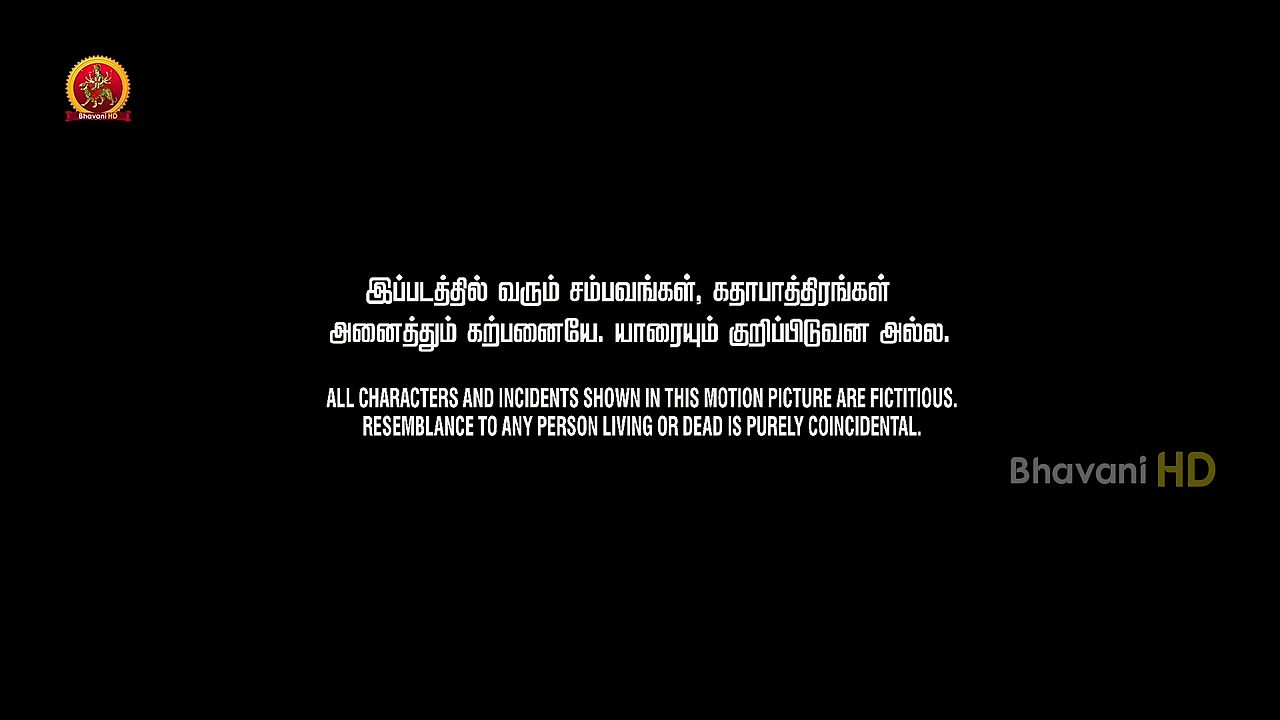 Bhavani HD
இப்படத்தில் வரும் சம்பவங்கள், கதாபாத்திரங்கள்
அனைத்தும் கற்பனையே. யாரையும் குறிப்பிடுவன அல்ல.
ALL CHARACTERS AND INCIDENTS SHOWN IN THIS MOTION PICTURE ARE FICTITIOUS.
RESEMBLANCE TO ANY PERSON LIVING OR DEAD IS PURELY COINCIDENTAL.
Bhavani HD